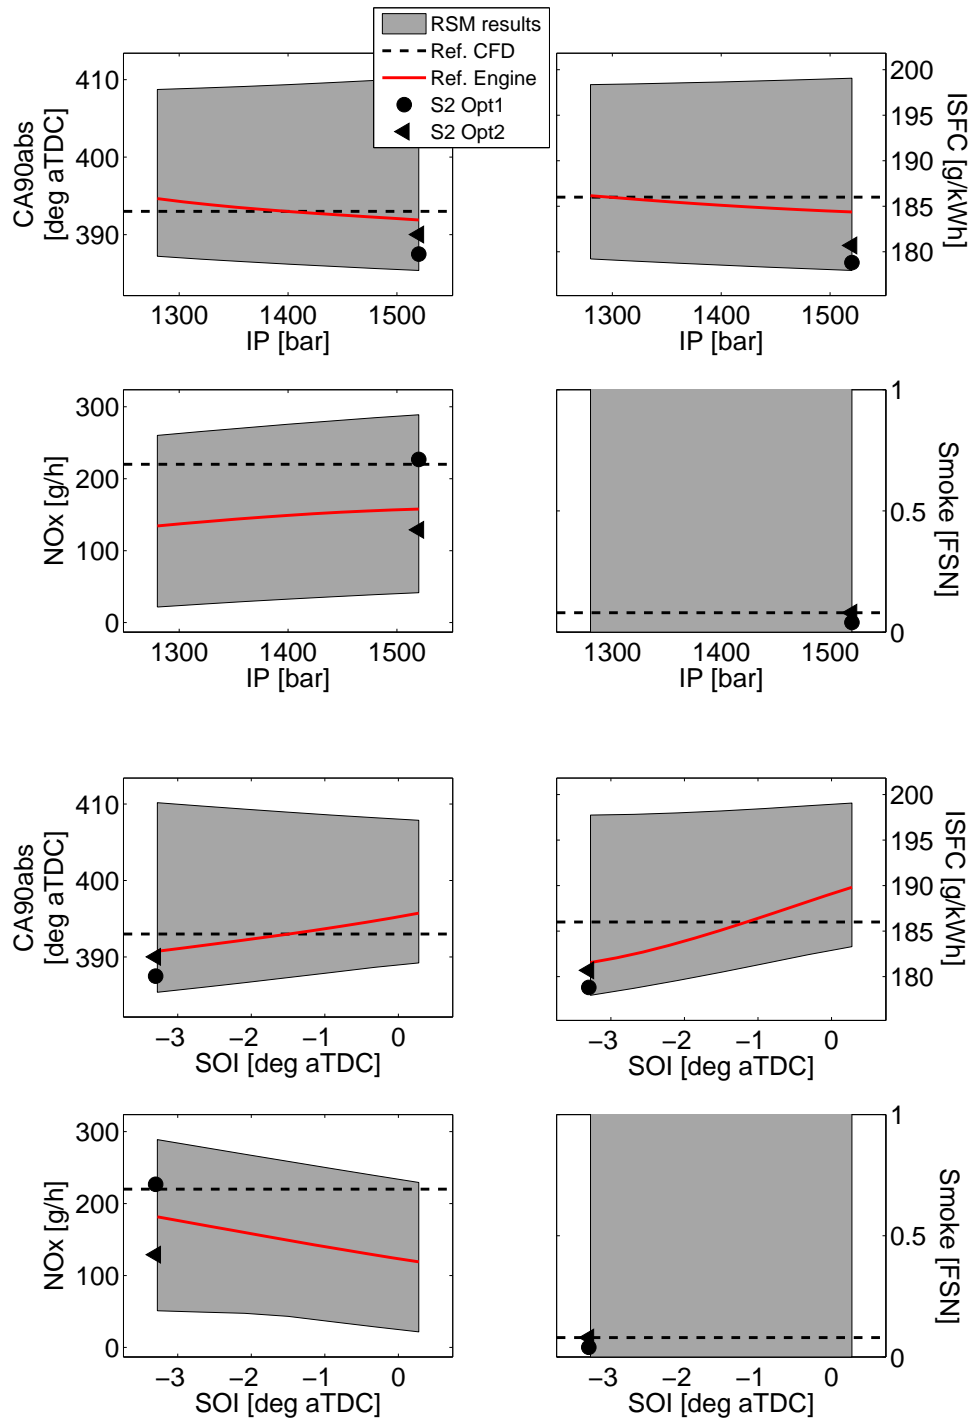 RSM results
Ref. CFD
Ref. Engine
S2 Opt1
S2 Opt2
410
400
390
CA90abs
[deg aTDC]
1300 1400 1500
IP [bar]
200
195
190
185
180
ISFC [g/kWh]
1300 1400 1500
IP [bar]
300
200
100
0
NOx [g/h]
1300 1400 1500
IP [bar]
1
0.5
0
Smoke [FSN]
1300 1400 1500
IP [bar]
410
400
390
CA90abs
[deg aTDC]
−3 −2 −1 0
SOI [deg aTDC]
200
195
190
185
180
ISFC [g/kWh]
−3 −2 −1 0
SOI [deg aTDC]
300
200
100
0
NOx [g/h]
−3 −2 −1 0
SOI [deg aTDC]
1
0.5
0
Smoke [FSN]
−3 −2 −1 0
SOI [deg aTDC]